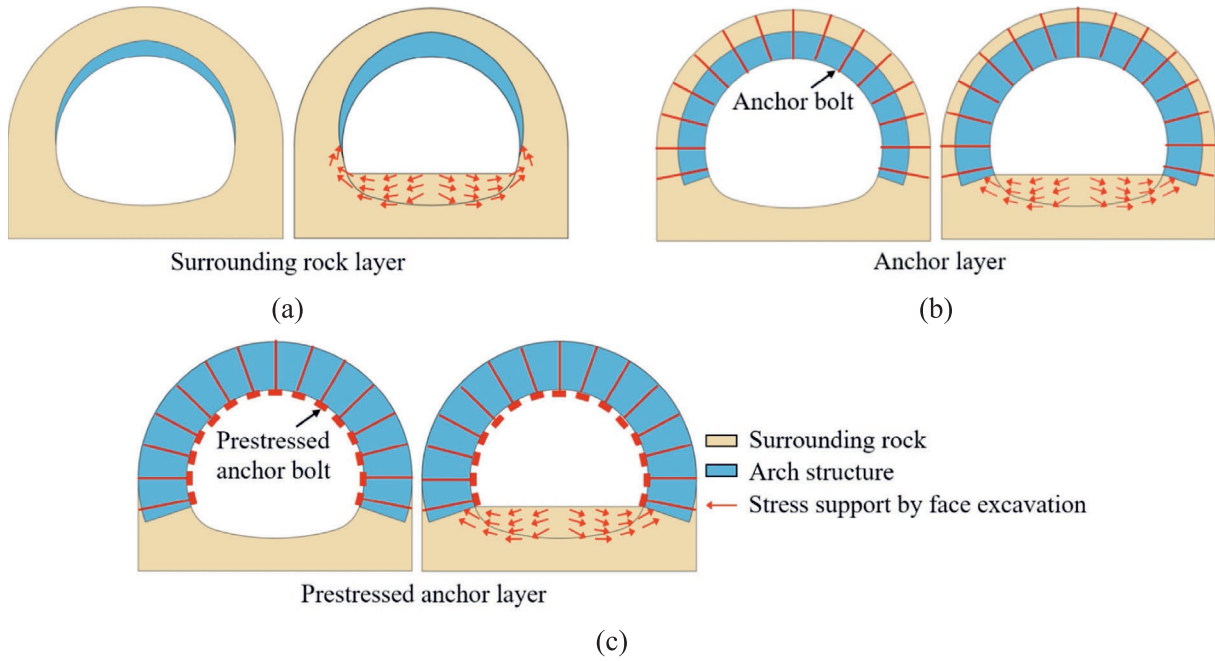 Surrounding rock layer
(a)
Anchor bolt
Anchor layer
(b)
Prestressed
anchor bolt
Prestressed anchor layer
(c)
Surrounding rock
Arch structure
Stress support by face excavation